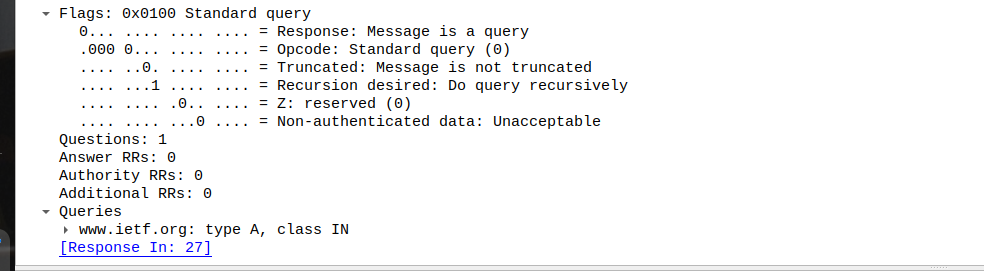 Flags: 0x0100 Standard query
0... .... .... .... = Response: Message is a query
.000 0... .... .... = Opcode: Standard query (0)
.... ..0. .... .... = Truncated: Message is not truncated
.... ...1 .... .... = Recursion desired: Do query recursively
.... .... .0.. .... = Z: reserved (0)
.... .... ...0 .... = Non-authenticated data: Unacceptable
Questions: 1
Answer RRs: 0
Authority RRs: 0
Additional RRs: 0
Queries
www.ietf.org: type A, class IN
[Response In: 27]